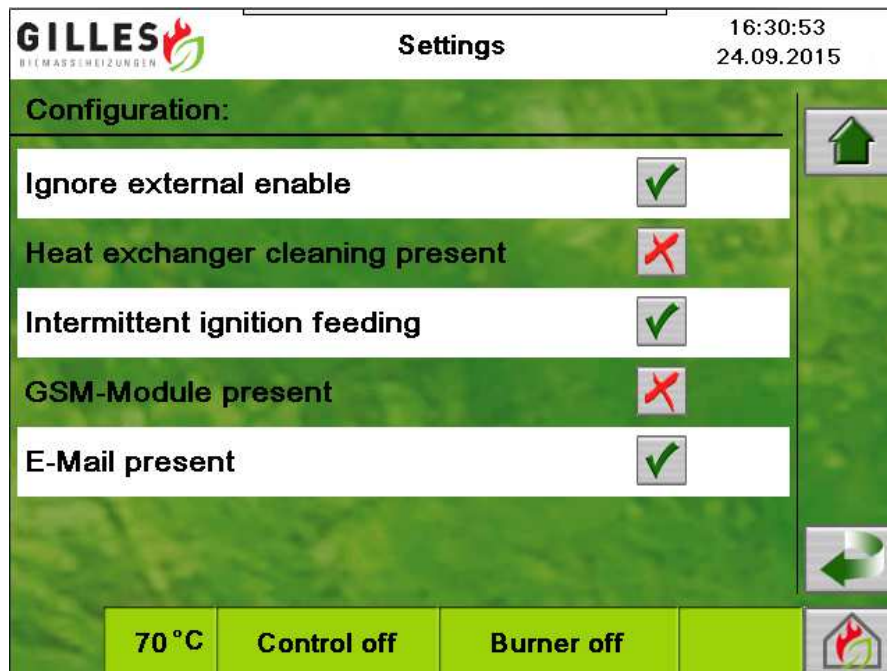 GILLES
BIOMASSEHEIZUNGEN
Settings
16:30:53
24.09.2015
Configuration:
Ignore external enable
Heat exchanger cleaning present
Intermittent ignition feeding
GSM-Module present
E-Mail present
70°C
Control off
Burner off